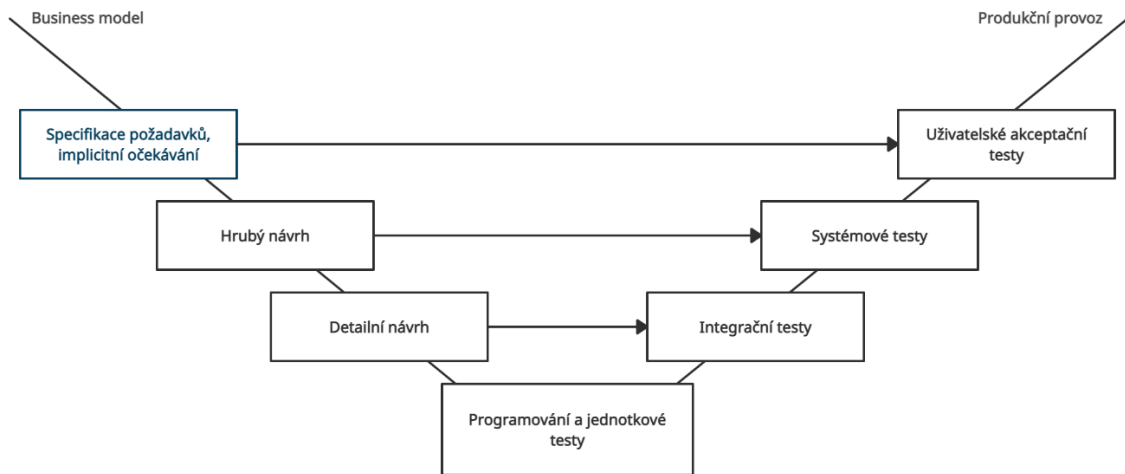 Business model
Produkční provoz
Specifikace požadavků,
implicitní očekávání
Uživatelské akceptační
testy
Hrubý návrh
Systémové testy
Detailní návrh
Integrační testy
Programování a jednotkové
testy